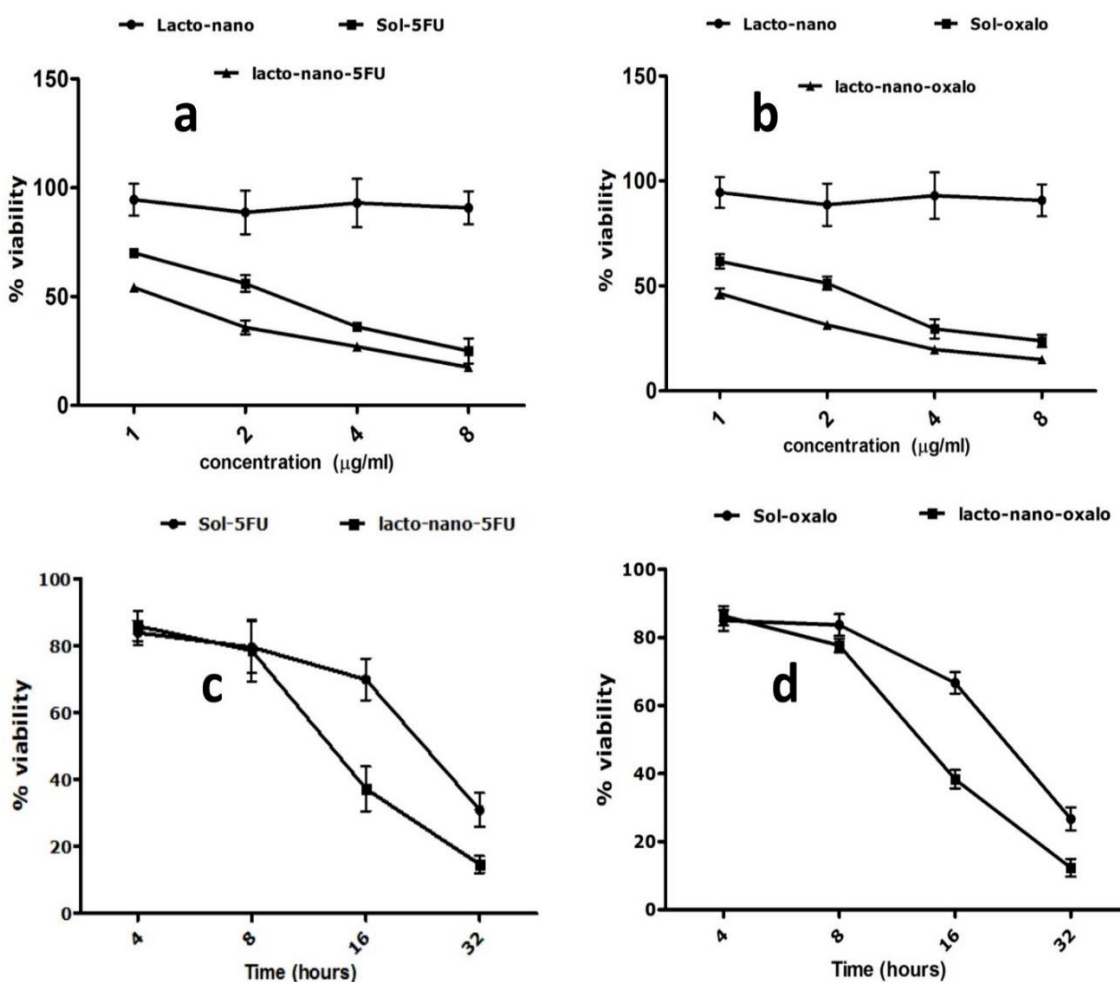 Lacto-nano Sol-5FU
lacto-nano-5FU
a
% viability
150
100
50
0
1 2 4 8
concentration (µg/ml)
Lacto-nano Sol-oxalo
lacto-nano-oxalo
b
% viability
150
100
50
0
1 2 4 8
concentration (µg/ml)
Sol-5FU lacto-nano-5FU
c
% viability
100
80
60
40
20
0
4 8 16 32
Time (hours)
Sol-oxalo lacto-nano-oxalo
d
% viability
100
80
60
40
20
0
4 8 16 32
Time (hours)